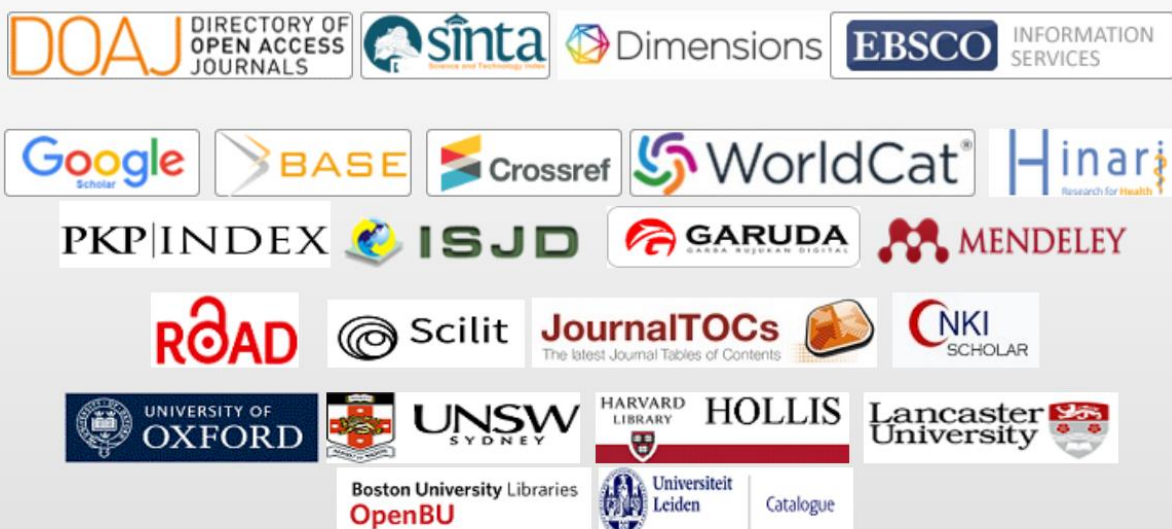 DOAJ DIRECTORY OF
OPEN ACCESS
JOURNALS
sinta
Science and Technology Index
Dimensions
EBSCO INFORMATION
SERVICES
Google
Scholar
BASE
Crossref
WorldCat®
Hinari
Research for Health
PKP|INDEX
ISJD
GARUDA
GARBA RUJUKAN DIGITAL
MENDELEY
ROAD
Scilit
JournalTOCs
The latest Journal Tables of Contents
CNKI
SCHOLAR
UNIVERSITY OF
OXFORD
UNSW
SYDNEY
HARVARD
LIBRARY
HOLLIS
Lancaster
University
Boston University Libraries
OpenBU
Universiteit
Leiden
Catalogue